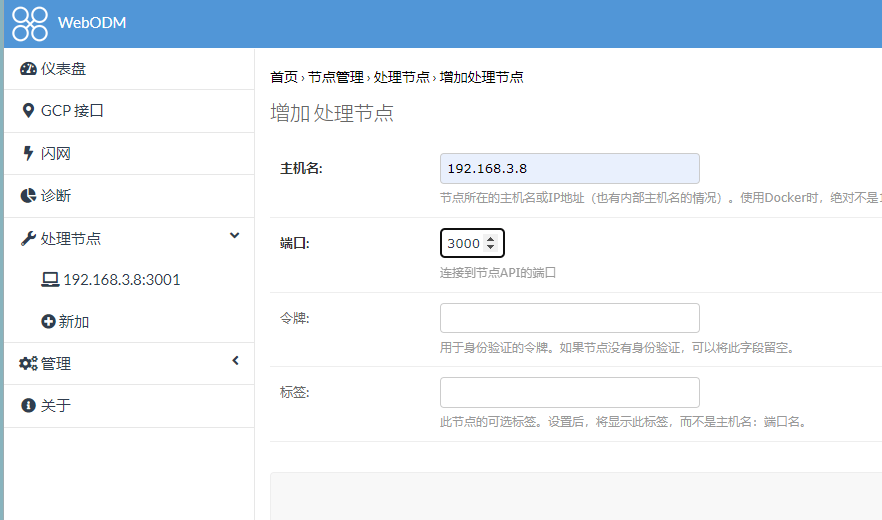 WebODM
仪表盘
GCP 接口
闪网
诊断
处理节点
192.168.3.8:3001
新加
管理
关于
首页 › 节点管理 › 处理节点 › 增加处理节点
增加 处理节点
主机名:
192.168.3.8
节点所在的主机名或IP地址（也有内部主机名的情况）。使用Docker时，绝对不是
端口:
3000
连接到节点API的端口
令牌:
用于身份验证的令牌。如果节点没有身份验证，可以将此字段留空。
标签:
此节点的可选标签。设置后，将显示此标签，而不是主机名：端口名。